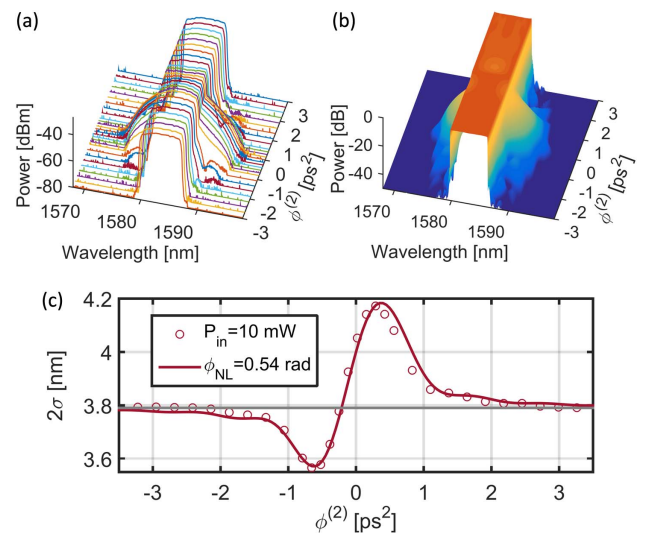 (a)
(b)
Power [dBm]
-40
-60
-80
1570
1580
1590
Wavelength [nm]
3
2
1
0
-1
-2
-3
ϕ(2) [ps2]
Power [dB]
0
-20
-40
1570
1580
1590
Wavelength [nm]
3
2
1
0
-1
-2
-3
ϕ(2) [ps2]
(c)
4.2
4
3.8
3.6
2σ [nm]
Pin=10 mW
ϕNL=0.54 rad
-3 -2 -1 0 1 2 3
ϕ(2) [ps2]